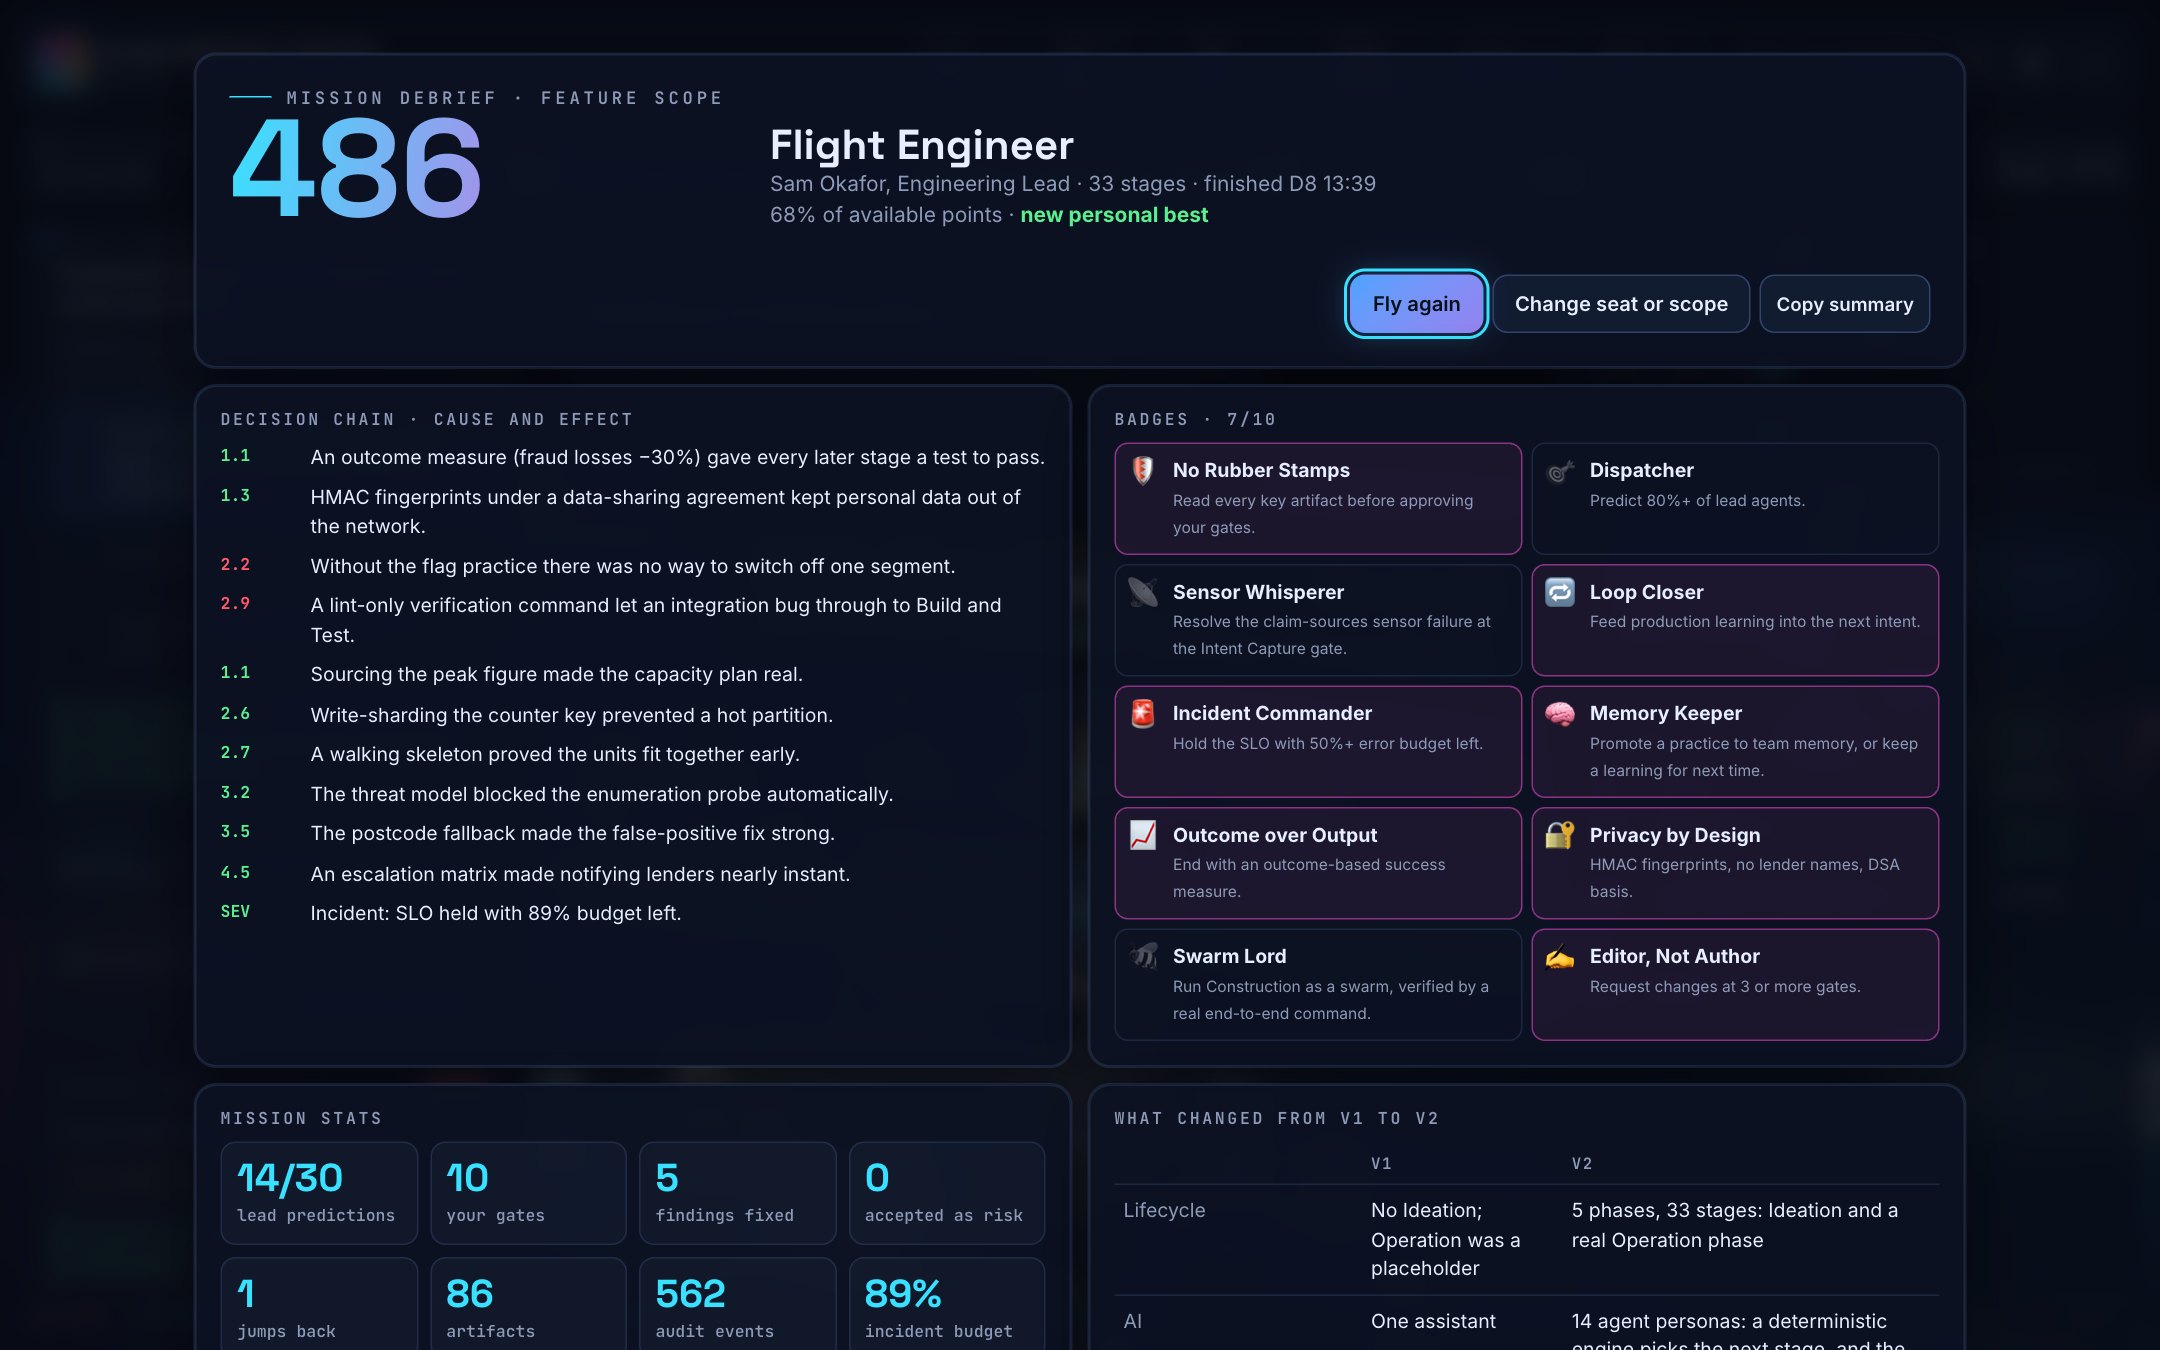 MISSION DEBRIEF · FEATURE SCOPE
486
Flight Engineer
Sam Okafor, Engineering Lead · 33 stages · finished D8 13:39
68% of available points · new personal best
Fly again
Change seat or scope
Copy summary
DECISION CHAIN · CAUSE AND EFFECT
1.1 An outcome measure (fraud losses −30%) gave every later stage a test to pass.
1.3 HMAC fingerprints under a data-sharing agreement kept personal data out of
the network.
2.2 Without the flag practice there was no way to switch off one segment.
2.9 A lint-only verification command let an integration bug through to Build and
Test.
1.1 Sourcing the peak figure made the capacity plan real.
2.6 Write-sharding the counter key prevented a hot partition.
2.7 A walking skeleton proved the units fit together early.
3.2 The threat model blocked the enumeration probe automatically.
3.5 The postcode fallback made the false-positive fix strong.
4.5 An escalation matrix made notifying lenders nearly instant.
SEV Incident: SLO held with 89% budget left.
BADGES · 7/10
No Rubber Stamps
Read every key artifact before approving
your gates.
Dispatcher
Predict 80%+ of lead agents.
Sensor Whisperer
Resolve the claim-sources sensor failure at
the Intent Capture gate.
Loop Closer
Feed production learning into the next intent.
Incident Commander
Hold the SLO with 50%+ error budget left.
Memory Keeper
Promote a practice to team memory, or keep
a learning for next time.
Outcome over Output
End with an outcome-based success
measure.
Privacy by Design
HMAC fingerprints, no lender names, DSA
basis.
Swarm Lord
Run Construction as a swarm, verified by a
real end-to-end command.
Editor, Not Author
Request changes at 3 or more gates.
MISSION STATS
14/30
lead predictions
10
your gates
5
findings fixed
0
accepted as risk
1
jumps back
86
artifacts
562
audit events
89%
incident budget
WHAT CHANGED FROM V1 TO V2
V1 V2
Lifecycle
No Ideation;
Operation was a
placeholder
5 phases, 33 stages: Ideation and a
real Operation phase
AI
One assistant
14 agent personas: a deterministic
engine picks the next stage, and the